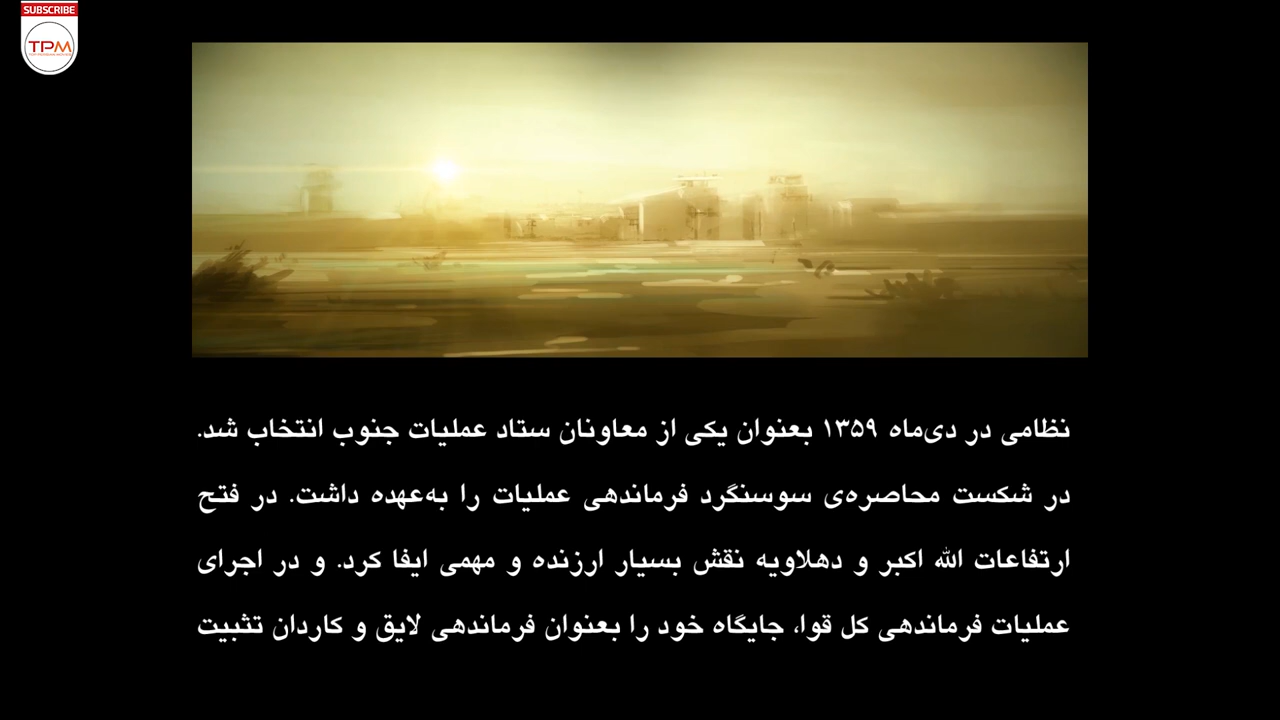 SUBSCRIBE
TPM
نظامی در دی‌ماه ۱۳۵۹ بعنوان یکی از معاونان ستاد عملیات جنوب انتخاب شد.
در شکست محاصره‌ی سوسنگرد فرماندهی عملیات را به‌عهده داشت. در فتح
ارتفاعات الله اکبر و دهلاویه نقش بسیار ارزنده و مهمی ایفا کرد. و در اجرای
عملیات فرماندهی کل قوا، جایگاه خود را بعنوان فرماندهی لایق و کاردان تثبیت